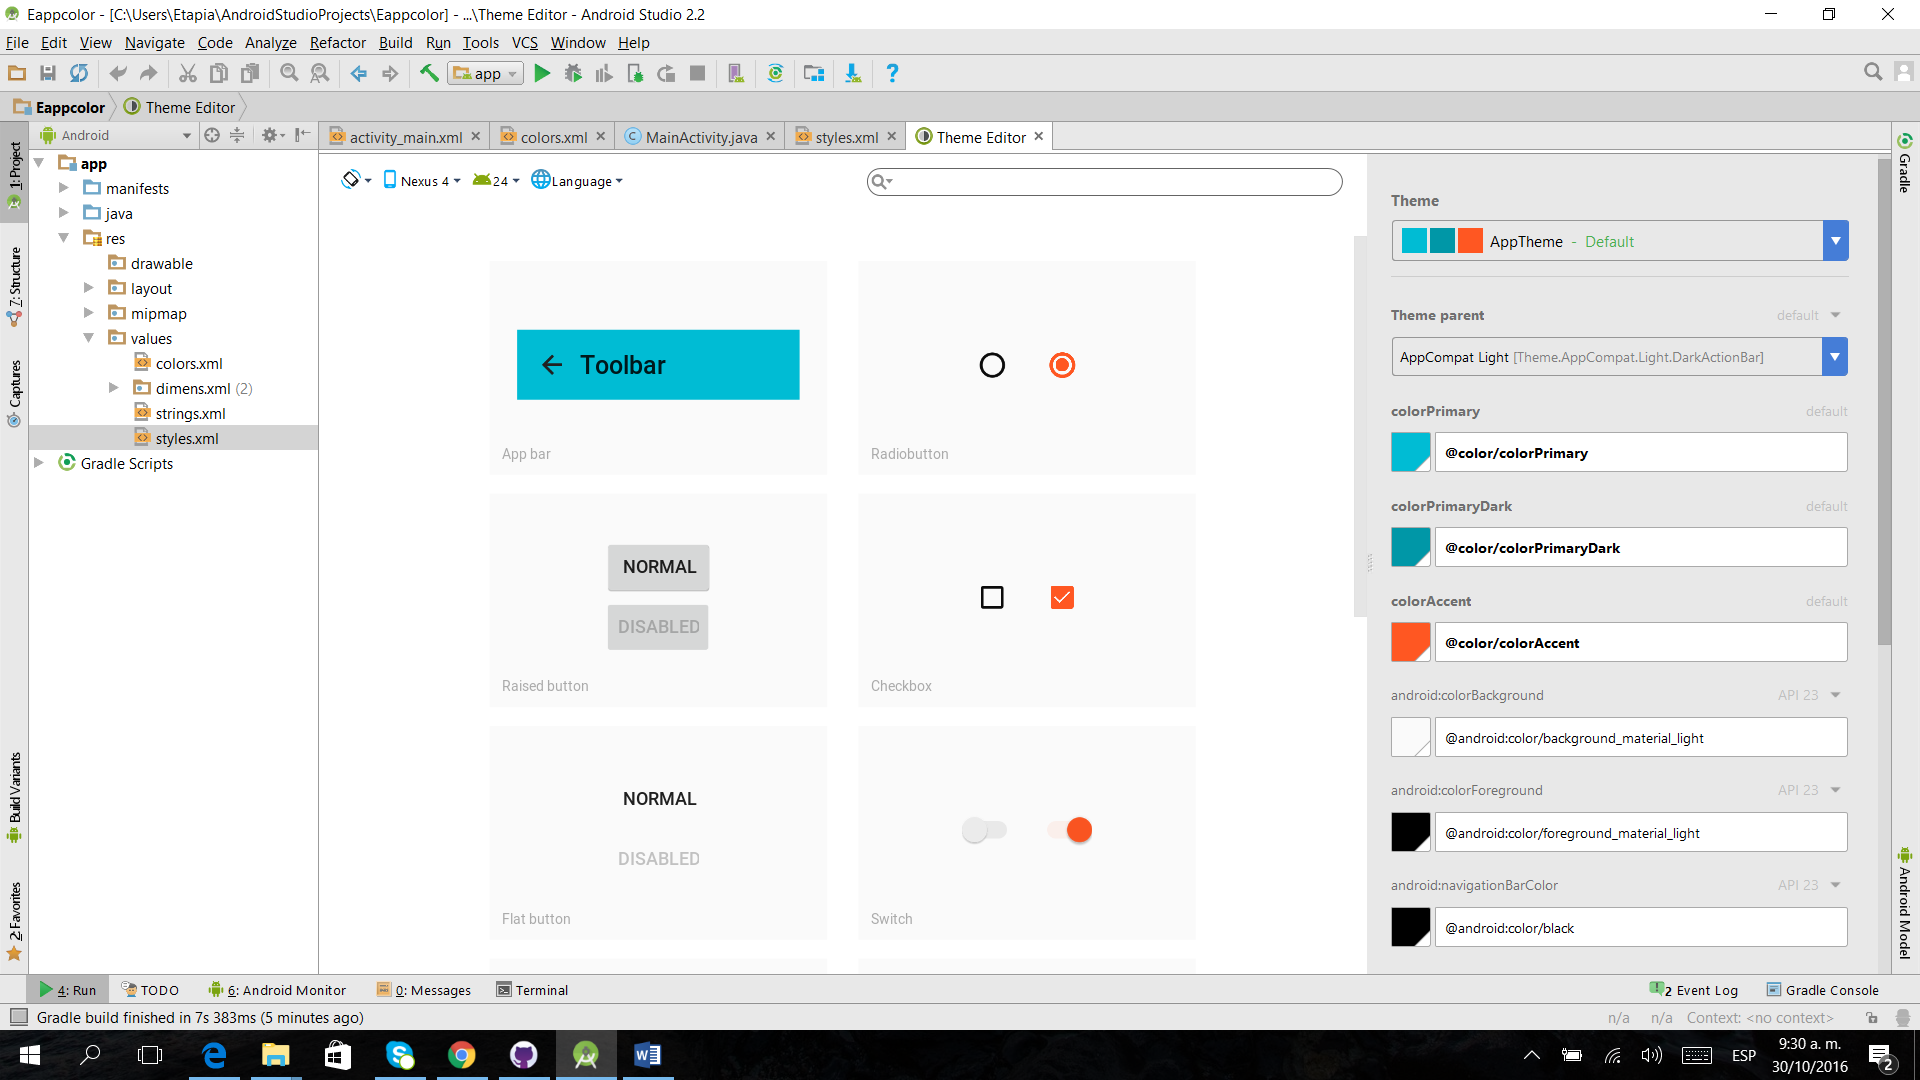 Eappcolor - [C:\Users\Etapia\AndroidStudioProjects\Eappcolor] - ...\Theme Editor - Android Studio 2.2
File Edit View Navigate Code Analyze Refactor Build Run Tools VCS Window Help
app
Eappcolor Theme Editor
1: Project
7: Structure
Captures
Build Variants
2: Favorites
Android
app
manifests
java
res
drawable
layout
mipmap
values
colors.xml
dimens.xml (2)
strings.xml
styles.xml
Gradle Scripts
activity_main.xml colors.xml MainActivity.java styles.xml Theme Editor
Nexus 4 24 Language
Toolbar
App bar
Radiobutton
NORMAL
DISABLED
Raised button
Checkbox
NORMAL
DISABLED
Flat button
Switch
Theme
AppTheme - Default
Theme parent default
AppCompat Light [Theme.AppCompat.Light.DarkActionBar]
colorPrimary default
@color/colorPrimary
colorPrimaryDark default
@color/colorPrimaryDark
colorAccent default
@color/colorAccent
android:colorBackground API 23
@android:color/background_material_light
android:colorForeground API 23
@android:color/foreground_material_light
android:navigationBarColor API 23
@android:color/black
Gradle
Android Model
4: Run TODO 6: Android Monitor 0: Messages Terminal 2 Event Log Gradle Console
Gradle build finished in 7s 383ms (5 minutes ago) n/a n/a Context: <no context>
ESP
9:30 a. m.
30/10/2016
2